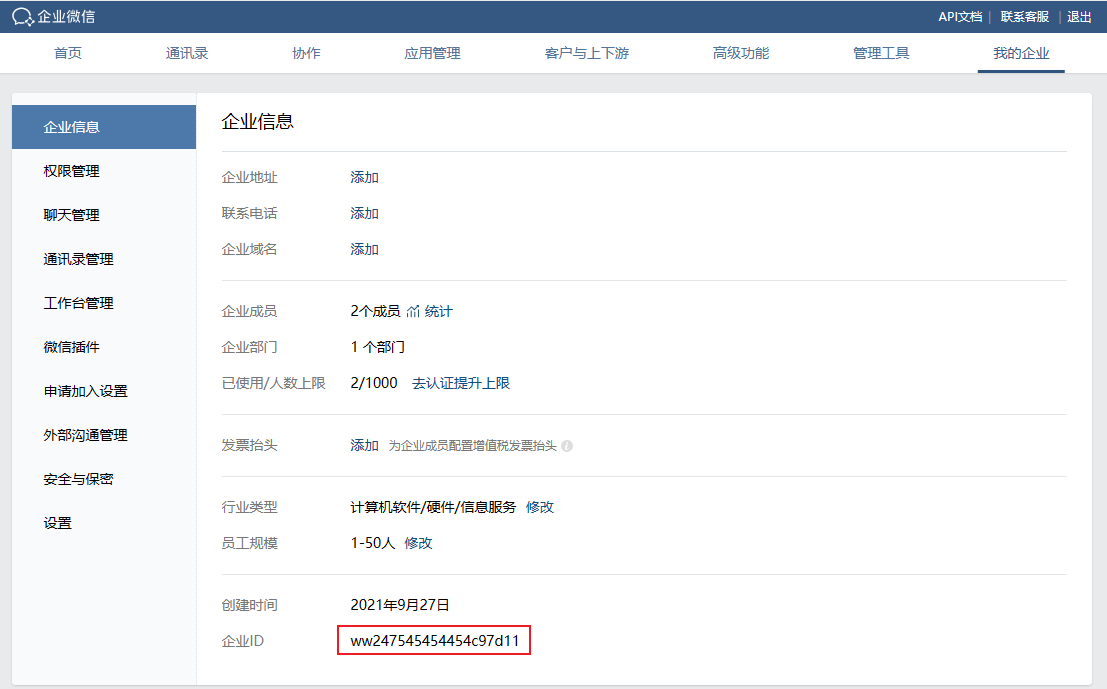 企业微信
API文档 | 联系客服 | 退出
首页 通讯录 协作 应用管理 客户与上下游 高级功能 管理工具 我的企业
企业信息
权限管理
聊天管理
通讯录管理
工作台管理
微信插件
申请加入设置
外部沟通管理
安全与保密
设置
企业信息
企业地址 添加
联系电话 添加
企业域名 添加
企业成员 2个成员 统计
企业部门 1 个部门
已使用/人数上限 2/1000 去认证提升上限
发票抬头 添加 为企业成员配置增值税发票抬头
行业类型 计算机软件/硬件/信息服务 修改
员工规模 1-50人 修改
创建时间 2021年9月27日
企业ID ww247545454454c97d11